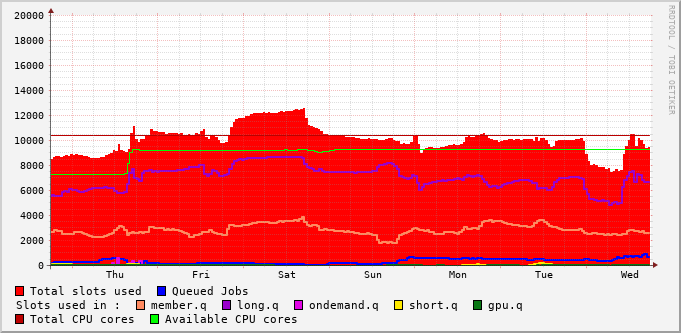 20000
18000
16000
14000
12000
10000
8000
6000
4000
2000
0
Thu Fri Sat Sun Mon Tue Wed
Total slots used Queued Jobs
Slots used in : member.q long.q ondemand.q short.q gpu.q
Total CPU cores Available CPU cores
RRDTOOL / TOBI OETIKER